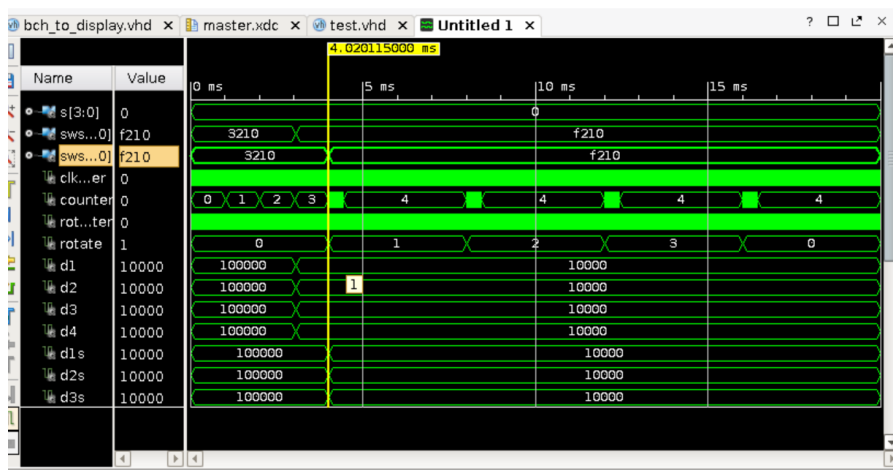 bch_to_display.vhd × master.xdc × test.vhd × Untitled 1 × ?
4.020115000 ms
Name Value 0 ms 5 ms 10 ms 15 ms
s[3:0] 0 0
sws...0] f210 3210 f210
sws...0] f210 3210 f210
clk...er 0
counter 0 0 1 2 3 4 4 4 4
rot...ter 0
rotate 1 0 1 2 3 0
d1 10000 100000 10000
d2 10000 100000 1 10000
d3 10000 100000 10000
d4 10000 100000 10000
d1s 10000 100000 10000
d2s 10000 100000 10000
d3s 10000 100000 10000